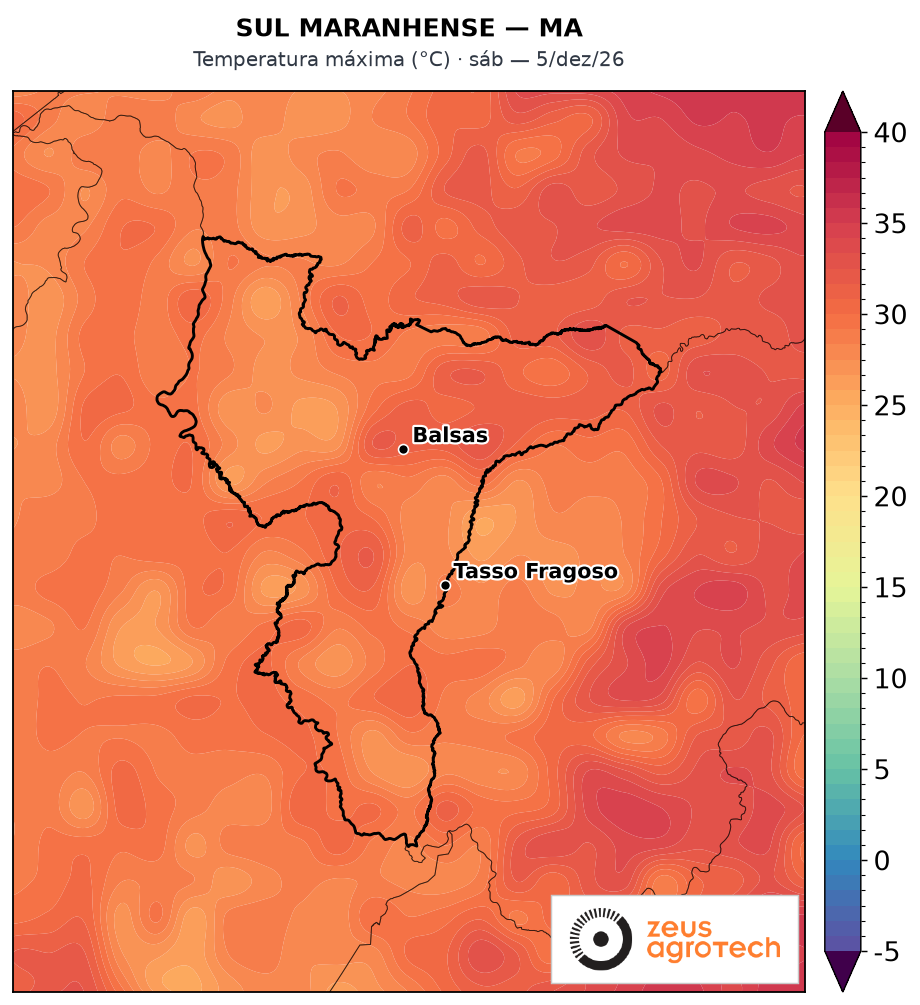 SUL MARANHENSE — MA
Temperatura máxima (°C) · sáb — 5/dez/26
40
35
30
25
20
15
10
5
0
-5
Balsas
Tasso Fragoso
zeus
agrotech